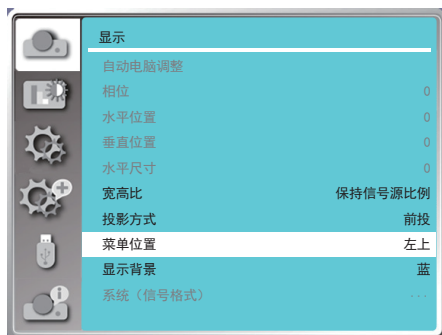 显示
自动电脑调整
相位 0
水平位置 0
垂直位置 0
水平尺寸 0
宽高比 保持信号源比例
投影方式 前投
菜单位置 左上
显示背景 蓝
系统（信号格式） ...